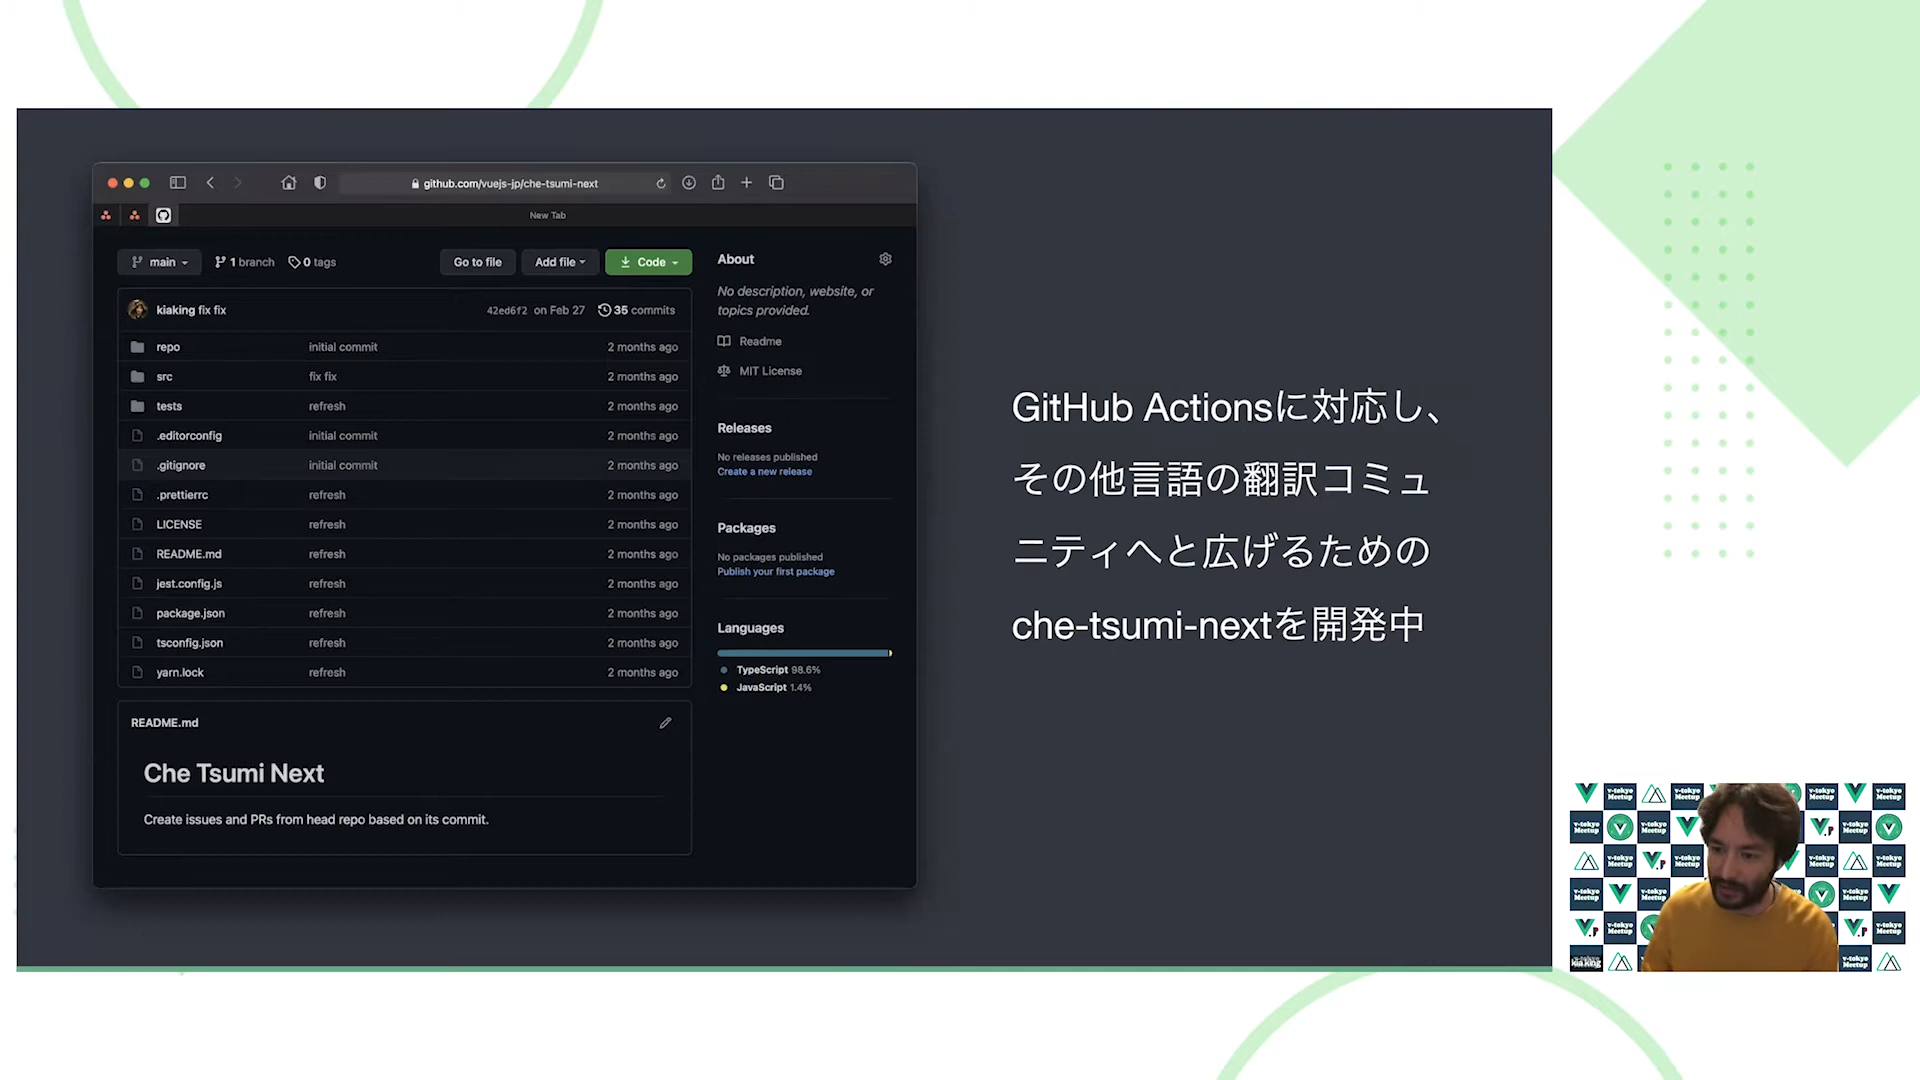 github.com/vuejs-jp/che-tsumi-next
New Tab
main
1 branch
0 tags
Go to file
Add file
Code
kiaking fix fix
42ed6f2 on Feb 27
35 commits
repo initial commit 2 months ago
src fix fix 2 months ago
tests refresh 2 months ago
.editorconfig initial commit 2 months ago
.gitignore initial commit 2 months ago
.prettierrc refresh 2 months ago
LICENSE refresh 2 months ago
README.md refresh 2 months ago
jest.config.js refresh 2 months ago
package.json refresh 2 months ago
tsconfig.json refresh 2 months ago
yarn.lock refresh 2 months ago
README.md
Che Tsumi Next
Create issues and PRs from head repo based on its commit.
About
No description, website, or
topics provided.
Readme
MIT License
Releases
No releases published
Create a new release
Packages
No packages published
Publish your first package
Languages
TypeScript 98.6%
JavaScript 1.4%
GitHub Actionsに対応し、
その他言語の翻訳コミュ
ニティへと広げるための
che-tsumi-nextを開発中
v-tokyo
Meetup
kia king